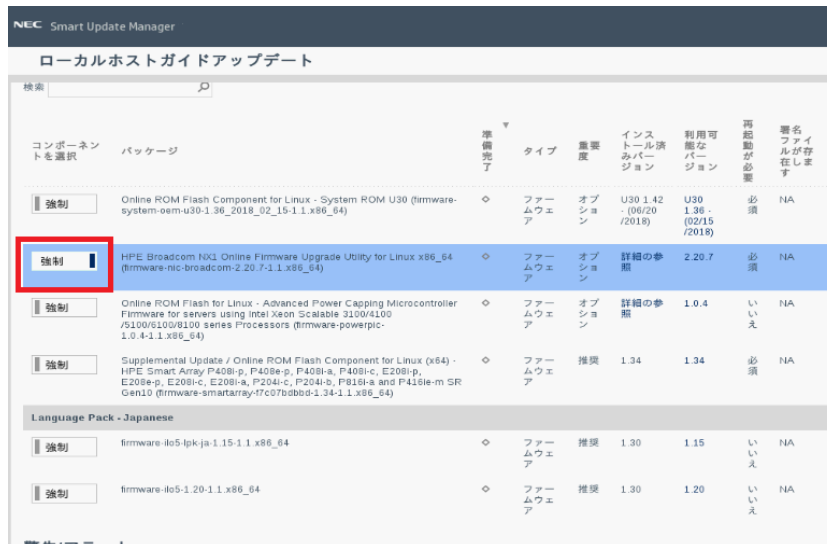 NEC Smart Update Manager
ローカルホストガイドアップデート
検索
コンポーネントを選択 パッケージ 準備完了 タイプ 重要度 インストール済みバージョン 利用可能なバージョン 再起動が必要 署名ファイルが存在します
強制 Online ROM Flash Component for Linux - System ROM U30 (firmware-system-oem-u30-1.36_2018_02_15-1.1.x86_64) ファームウェア オプション U30 1.42 - (06/20/2018) U30 1.36 - (02/15/2018) 必須 NA
強制 HPE Broadcom NX1 Online Firmware Upgrade Utility for Linux x86_64 (firmware-nic-broadcom-2.20.7-1.1.x86_64) ファームウェア オプション 詳細の参照 2.20.7 必須 NA
強制 Online ROM Flash for Linux - Advanced Power Capping Microcontroller Firmware for servers using Intel Xeon Scalable 3100/4100/5100/6100/8100 series Processors (firmware-powerpic-1.0.4-1.1.x86_64) ファームウェア オプション 詳細の参照 1.0.4 いいえ NA
強制 Supplemental Update / Online ROM Flash Component for Linux (x64) - HPE Smart Array P408i-p, P408e-p, P408i-a, P408i-c, E208i-p, E208e-p, E208i-c, E208i-a, P204i-c, P204i-b, P816i-a and P416ie-m SR Gen10 (firmware-smartarray-f7c07bdbbd-1.34-1.1.x86_64) ファームウェア 推奨 1.34 1.34 必須 NA
Language Pack - Japanese
強制 firmware-ilo5-lpk-ja-1.15-1.1.x86_64 ファームウェア 推奨 1.30 1.15 いいえ NA
強制 firmware-ilo5-1.20-1.1.x86_64 ファームウェア 推奨 1.30 1.20 いいえ NA